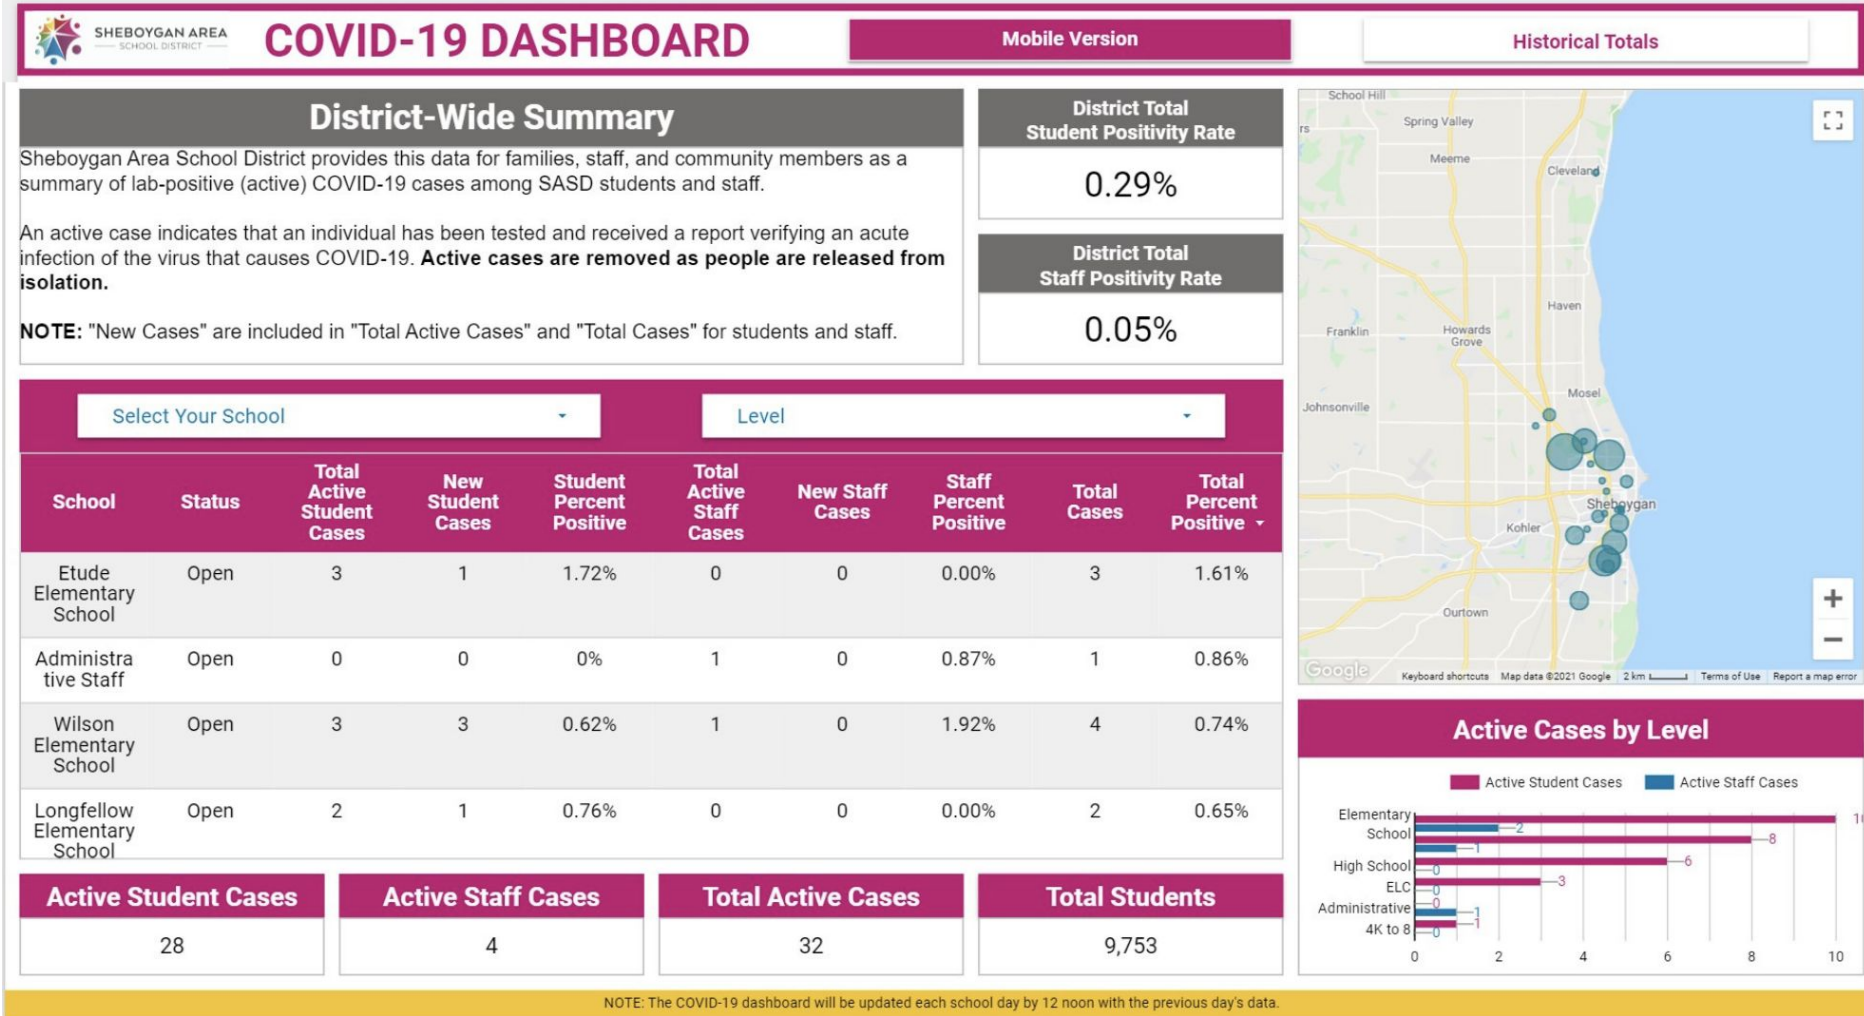 SHEBOYGAN AREA
SCHOOL DISTRICT
COVID-19 DASHBOARD
Mobile Version
Historical Totals
District-Wide Summary
Sheboygan Area School District provides this data for families, staff, and community members as a
summary of lab-positive (active) COVID-19 cases among SASD students and staff.
An active case indicates that an individual has been tested and received a report verifying an acute
infection of the virus that causes COVID-19. Active cases are removed as people are released from
isolation.
NOTE: "New Cases" are included in "Total Active Cases" and "Total Cases" for students and staff.
District Total
Student Positivity Rate
0.29%
District Total
Staff Positivity Rate
0.05%
Select Your School
Level
School
Status
Total
Active
Student
Cases
New
Student
Cases
Student
Percent
Positive
Total
Active
Staff
Cases
New Staff
Cases
Staff
Percent
Positive
Total
Cases
Total
Percent
Positive
Etude
Elementary
School
Open 3 1 1.72% 0 0 0.00% 3 1.61%
Administra
tive Staff
Open 0 0 0% 1 0 0.87% 1 0.86%
Wilson
Elementary
School
Open 3 3 0.62% 1 0 1.92% 4 0.74%
Longfellow
Elementary
School
Open 2 1 0.76% 0 0 0.00% 2 0.65%
Active Student Cases
28
Active Staff Cases
4
Total Active Cases
32
Total Students
9,753
School Hill
rs
Spring Valley
Meeme
Cleveland
Haven
Franklin
Howards
Grove
Mosel
Johnsonville
Sheboygan
Kohler
Ourtown
Google
Keyboard shortcuts Map data ©2021 Google 2 km Terms of Use Report a map error
Active Cases by Level
Active Student Cases Active Staff Cases
Elementary
School
High School
ELC
Administrative
4K to 8
2
8
1
6
0
3
0
0
1
1
0
0 2 4 6 8 10
NOTE: The COVID-19 dashboard will be updated each school day by 12 noon with the previous day's data.